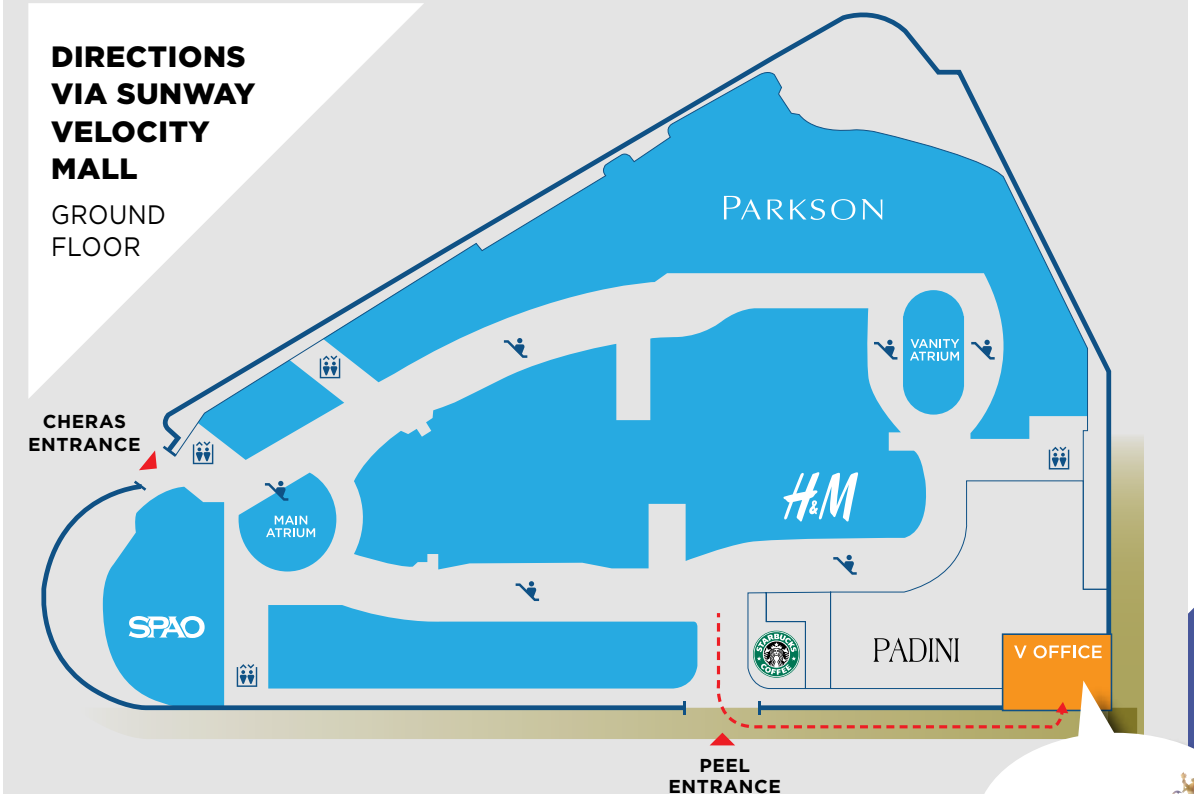 DIRECTIONS
VIA SUNWAY
VELOCITY
MALL
GROUND
FLOOR
PARKSON
VANITY
ATRIUM
CHERAS
ENTRANCE
H&M
MAIN
ATRIUM
SPAO
STARBUCKS
COFFEE
PADINI
V OFFICE
PEEL
ENTRANCE